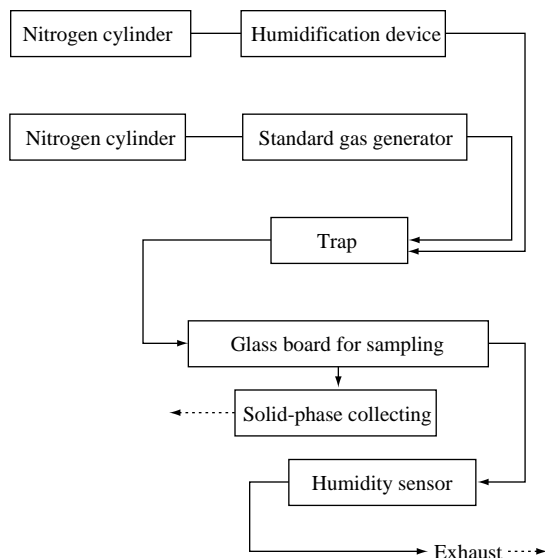 Nitrogen cylinder
Humidification device
Nitrogen cylinder
Standard gas generator
Trap
Glass board for sampling
Solid-phase collecting
Humidity sensor
Exhaust